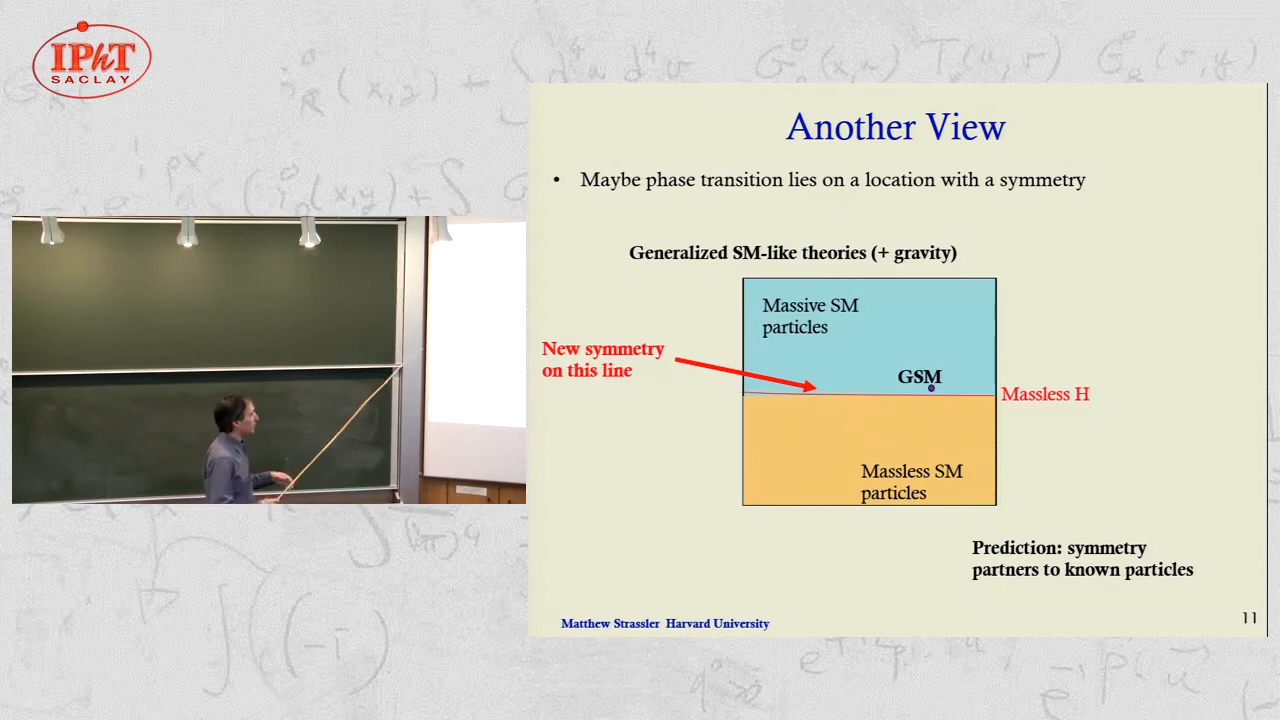 IPhT
SACLAY
Another View
• Maybe phase transition lies on a location with a symmetry
Generalized SM-like theories (+ gravity)
Massive SM
particles
New symmetry
on this line
GSM
Massless H
Massless SM
particles
Prediction: symmetry
partners to known particles
Matthew Strassler Harvard University
11